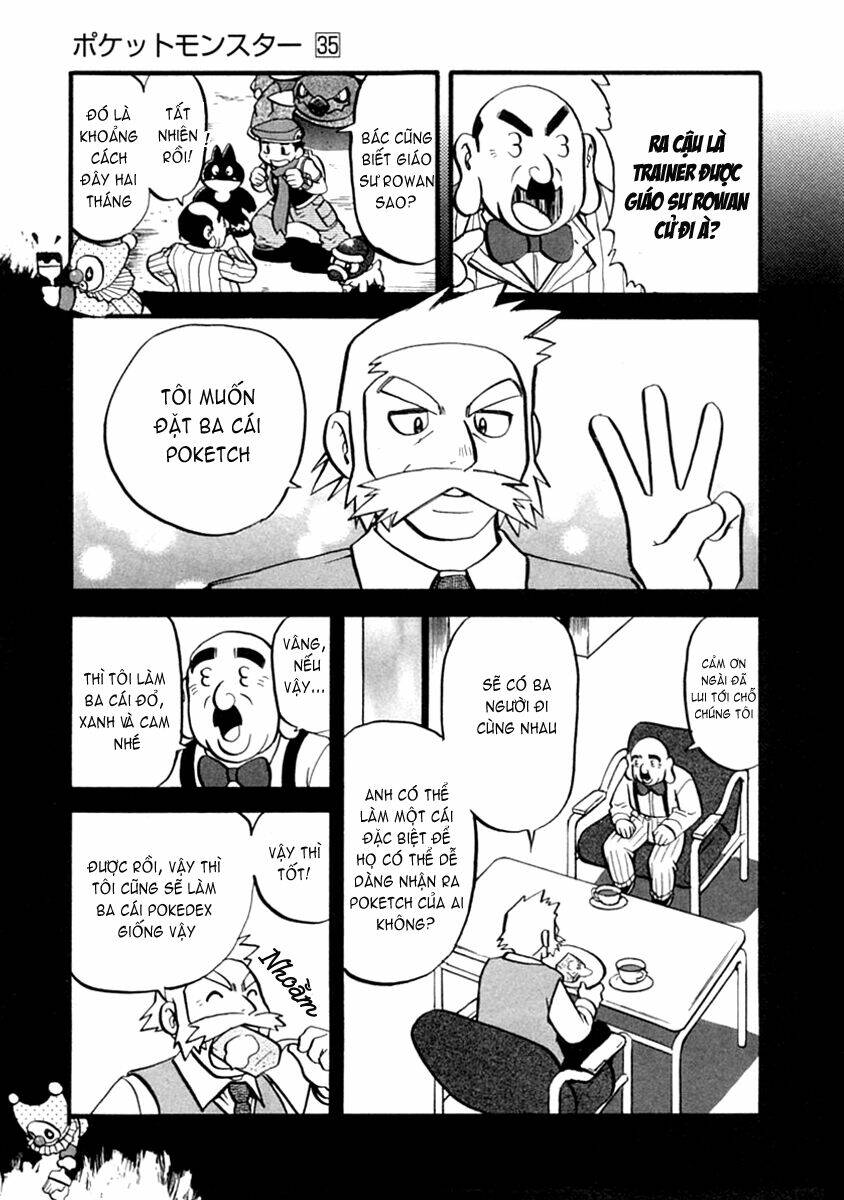 ポケットモンスター 35
RA CẬU LÀ
TRAINER ĐƯỢC
GIÁO SƯ ROWAN
CỬ ĐI À?
BÁC CŨNG
BIẾT GIÁO
SƯ ROWAN
SAO?
TẤT
NHIÊN
RỒI!
ĐÓ LÀ
KHOẢNG
CÁCH
ĐÂY HAI
THÁNG
TÔI MUỐN
ĐẶT BA CÁI
POKETCH
CẢM ƠN
NGÀI ĐÃ
LUI TỚI CHỖ
CHÚNG TÔI
SẼ CÓ BA
NGƯỜI ĐI
CÙNG NHAU
ANH CÓ THỂ
LÀM MỘT CÁI
ĐẶC BIỆT ĐỂ
HỌ CÓ THỂ DỄ
DÀNG NHẬN RA
POKETCH CỦA AI
KHÔNG?
VÂNG,
NẾU
VẬY...
THÌ TÔI LÀM
BA CÁI ĐỎ,
XANH VÀ CAM
NHÉ
VẬY THÌ
TỐT!
ĐƯỢC RỒI, VẬY THÌ
TÔI CŨNG SẼ LÀM
BA CÁI POKEDEX
GIỐNG VẬY
Nhoằm